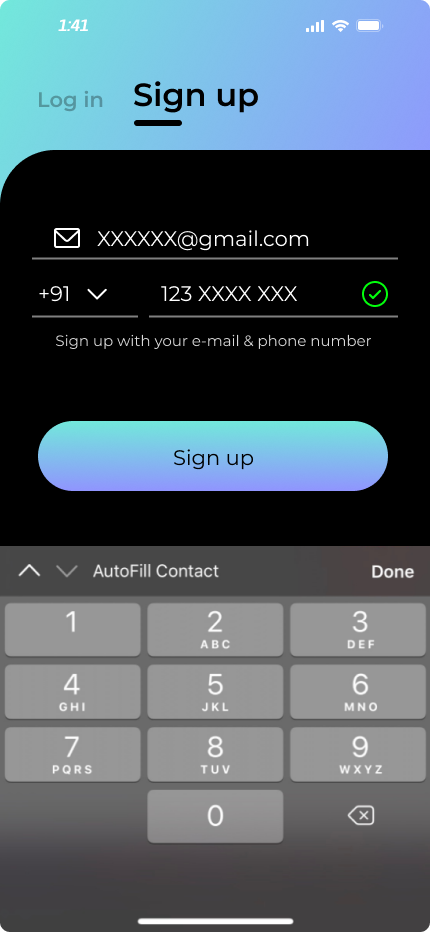 1:41
Log in Sign up
XXXXXX@gmail.com
+91 123 XXXX XXX
Sign up with your e-mail & phone number
Sign up
AutoFill Contact Done
1 2 3
ABC DEF
4 5 6
GHI JKL MNO
7 8 9
PQRS TUV WXYZ
0